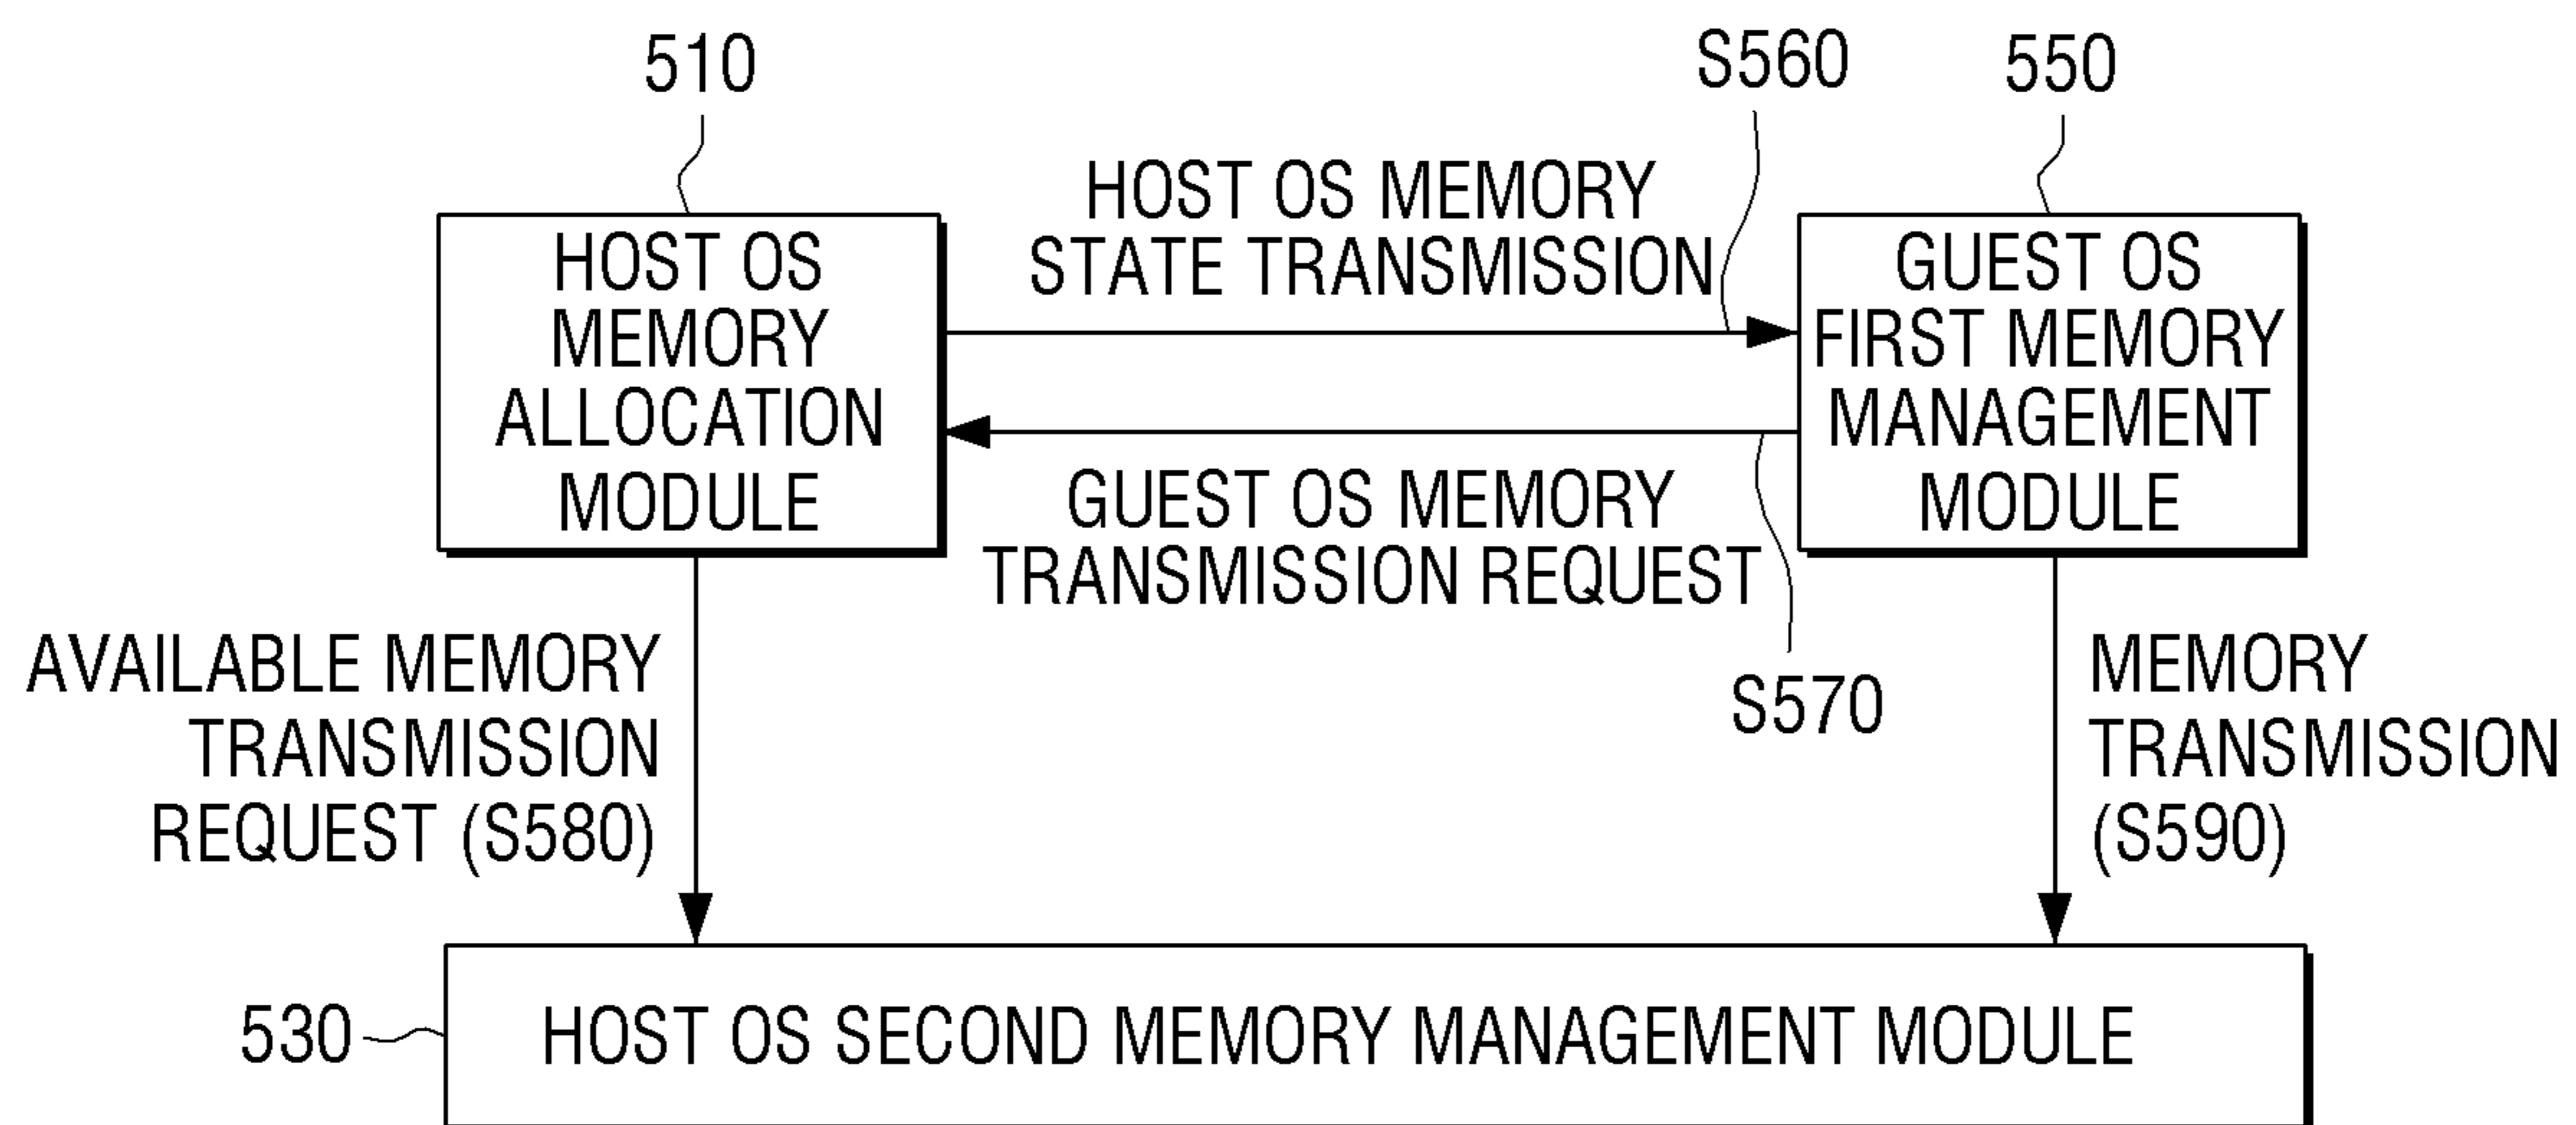 510
S560
550
HOST OS MEMORY
STATE TRANSMISSION
HOST OS
MEMORY
ALLOCATION
MODULE
GUEST OS
FIRST MEMORY
MANAGEMENT
MODULE
GUEST OS MEMORY
TRANSMISSION REQUEST
S570
AVAILABLE MEMORY
TRANSMISSION
REQUEST (S580)
MEMORY
TRANSMISSION
(S590)
530
HOST OS SECOND MEMORY MANAGEMENT MODULE